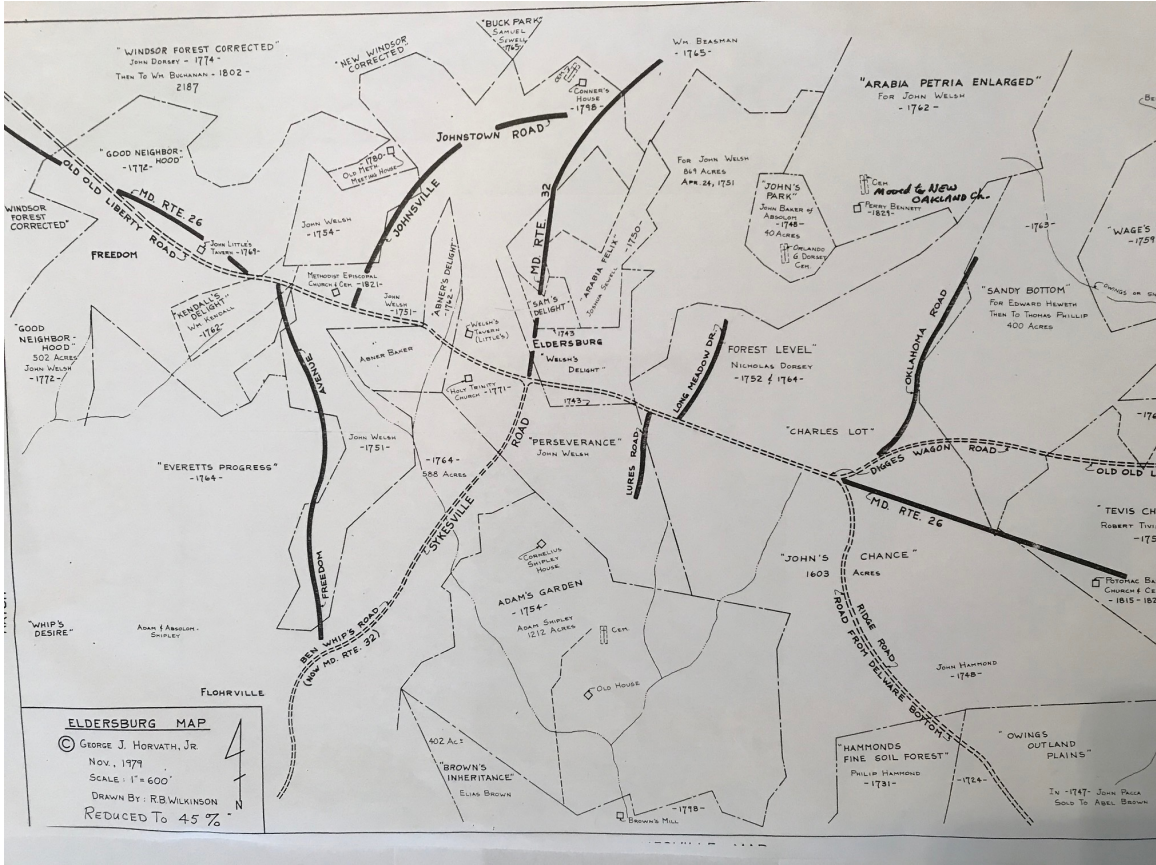 "WINDSOR FOREST CORRECTED"
JOHN DORSEY - 1774
THEN TO WM BUCHANAN - 1802 -
2187
"NEW WINDSOR
CORRECTED"
"BUCK PARK"
SAMUEL
SEWELL
-1765-
WM BEASMAN
-1765-
"ARABIA PETRIA ENLARGED"
FOR JOHN WELSH
-1762-
CEM.
CONNER'S
HOUSE
-1798-
JOHNSTOWN ROAD
"GOOD NEIGHBOR-
HOOD"
-1772-
-1780-
OLD METH.
MEETING HOUSE
FOR JOHN WELSH
869 ACRES
APR. 24, 1751
"JOHN'S
PARK"
JOHN BAKER of
ABSOLOM
-1748-
40 ACRES
ORLANDO
G DORSEY
CEM.
CEM.
MOVED to NEW
OAKLAND Ch.
PERRY BENNETT
-1829-
-1763-
"WAGE'S
-1759
OWINGS OR
WINDSOR
FOREST
CORRECTED"
OLD OLD LIBERTY ROAD
MD. RTE. 26
JOHN LITTLE'S
TAVERN -1769-
FREEDOM
JOHN WELSH
-1754-
JOHNSVILLE
MD. RTE. 32
"ARABIA FELIX"
JOSHUA SEWELL
-1750-
METHODIST EPISCOPAL
CHURCH & CEM. -1821-
JOHN
WELSH
-1751-
"ABNER'S DELIGHT"
-1762-
"SAM'S
DELIGHT"
-1743
"KENDALL'S
DELIGHT"
WM KENDALL
-1762-
"GOOD
NEIGHBOR-
HOOD"
502 ACRES
JOHN WELSH
-1772-
ABNER BAKER
WELSH'S
TAVERN
(LITTLE'S)
ELDERSBURG
"WELSH'S
DELIGHT"
1743
HOLY TRINITY
CHURCH -1771-
LONG MEADOW DR.
FOREST LEVEL"
NICHOLAS DORSEY
-1752 & 1764-
OKLAHOMA ROAD
"SANDY BOTTOM"
FOR EDWARD HEWETH
THEN TO THOMAS PHILLIP
400 ACRES
FREEDOM AVENUE
JOHN WELSH
-1751-
-1764-
588 ACRES
"PERSEVERANCE"
JOHN WELSH
LURES ROAD
"CHARLES LOT"
DIGGES WAGON ROAD
OLD OLD L
"EVERETTS PROGRESS"
-1764-
SYKESVILLE ROAD
MD. RTE. 26
"TEVIS CH
ROBERT TIVI
-175
CORNELIUS
SHIPLEY
HOUSE
"JOHN'S CHANCE"
1603 ACRES
ADAM'S GARDEN
-1754-
ADAM SHIPLEY
1212 ACRES
CEM.
POTOMAC BA
CHURCH & CE
-1815-182
"WHIP'S
DESIRE"
ADAM & ABSOLOM
SHIPLEY
BEN WHIP'S ROAD
(NOW MD. RTE. 32)
RIDGE ROAD
ROAD FROM DELWARE BOTTOM
JOHN HAMMOND
-1748-
OLD HOUSE
FLOHRVILLE
402 AC±
"BROWN'S
INHERITANCE"
ELIAS BROWN
-1798-
BROWN'S MILL
"HAMMONDS
FINE SOIL FOREST"
PHILIP HAMMOND
-1731-
-1724-
"OWINGS
OUTLAND
PLAINS"
IN -1747- JOHN PACCA
SOLD TO ABEL BROWN
ELDERSBURG MAP
© GEORGE J. HORVATH, JR.
NOV., 1979
SCALE: 1"=600'
DRAWN BY: R.B.WILKINSON
REDUCED TO 45%
N